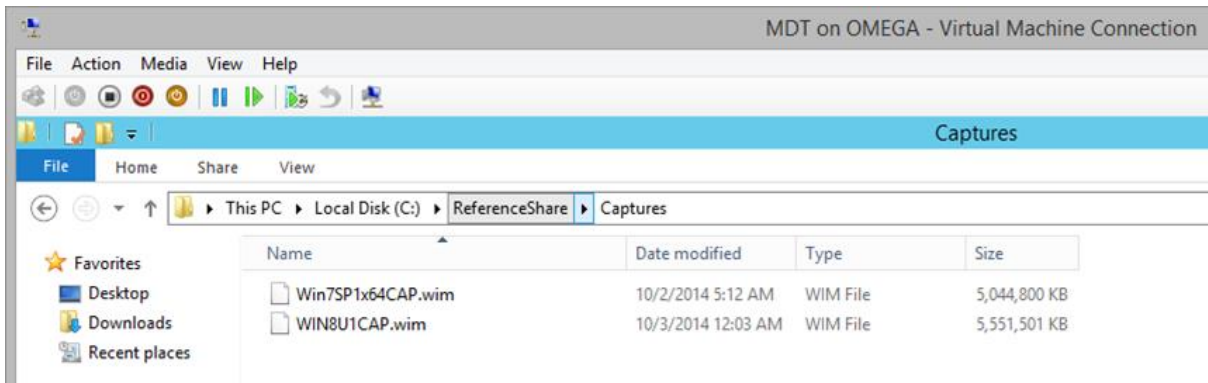 MDT on OMEGA - Virtual Machine Connection
File Action Media View Help
Captures
File Home Share View
This PC Local Disk (C:) ReferenceShare Captures
Name Date modified Type Size
Favorites
Desktop Win7SP1x64CAP.wim 10/2/2014 5:12 AM WIM File 5,044,800 KB
Downloads WIN8U1CAP.wim 10/3/2014 12:03 AM WIM File 5,551,501 KB
Recent places